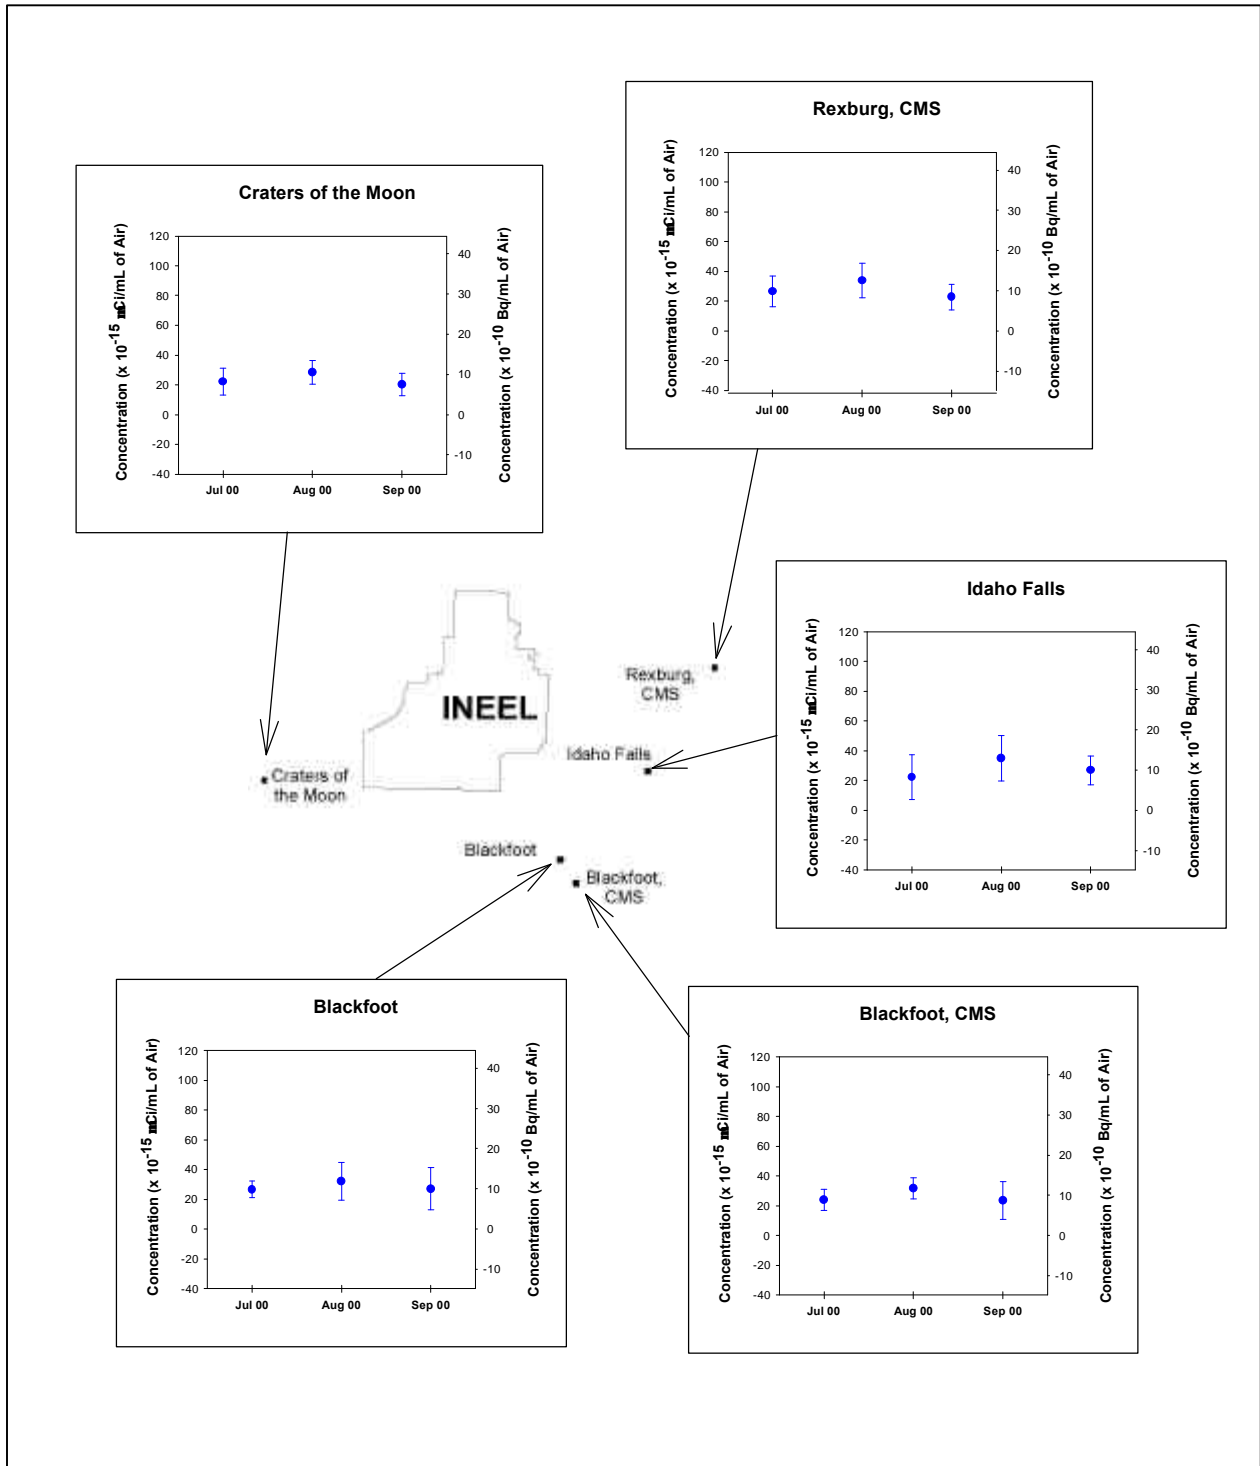 Rexburg, CMS
Concentration (x 10⁻¹⁵ mCi/mL of Air)
120
100
80
60
40
20
0
-20
-40
40
30
20
10
0
-10
Concentration (x 10⁻¹⁰ Bq/mL of Air)
Jul 00 Aug 00 Sep 00
Craters of the Moon
Concentration (x 10⁻¹⁵ mCi/mL of Air)
120
100
80
60
40
20
0
-20
-40
40
30
20
10
0
-10
Concentration (x 10⁻¹⁰ Bq/mL of Air)
Jul 00 Aug 00 Sep 00
INEEL
Rexburg,
CMS
Idaho Falls
Craters of
the Moon
Blackfoot
Blackfoot,
CMS
Idaho Falls
Concentration (x 10⁻¹⁵ mCi/mL of Air)
120
100
80
60
40
20
0
-20
-40
40
30
20
10
0
-10
Concentration (x 10⁻¹⁰ Bq/mL of Air)
Jul 00 Aug 00 Sep 00
Blackfoot
Concentration (x 10⁻¹⁵ mCi/mL of Air)
120
100
80
60
40
20
0
-20
-40
40
30
20
10
0
-10
Concentration (x 10⁻¹⁰ Bq/mL of Air)
Jul 00 Aug 00 Sep 00
Blackfoot, CMS
Concentration (x 10⁻¹⁵ mCi/mL of Air)
120
100
80
60
40
20
0
-20
-40
40
30
20
10
0
-10
Concentration (x 10⁻¹⁰ Bq/mL of Air)
Jul 00 Aug 00 Sep 00